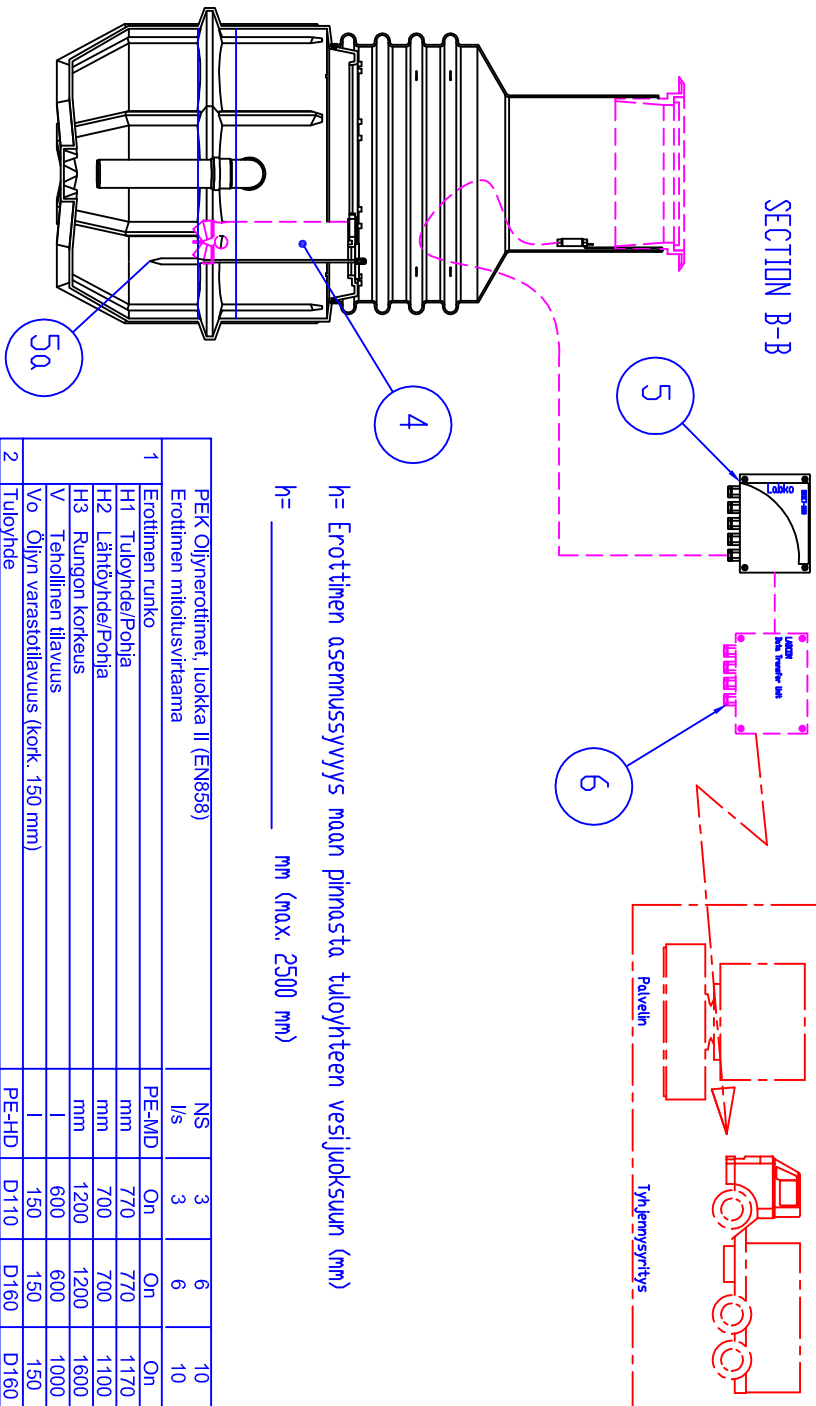 SECTION B-B
5
4
5a
6
Labko
LABCOM
Data Transfer Unit
Palvelin
Tyhjennysyritys
h= Erottimen asennussyvyys maan pinnasta tuloyhteen vesijuoksuun (mm)
h= mm (max. 2500 mm)
PEK Öljynerottimet, luokka II (EN858) NS 3 6 10
Erottimen mitoitusvirtaama l/s 3 6 10
1 Erottimen runko PE-MD On On On
H1 Tuloyhde/Pohja mm 770 770 1170
H2 Lähtöyhde/Pohja mm 700 700 1100
H3 Rungon korkeus mm 1200 1200 1600
V Tehollinen tilavuus l 600 600 1000
Vo Öljyn varastotilavuus (kork. 150 mm) l 150 150 150
2 Tuloyhde PE-HD D110 D160 D160